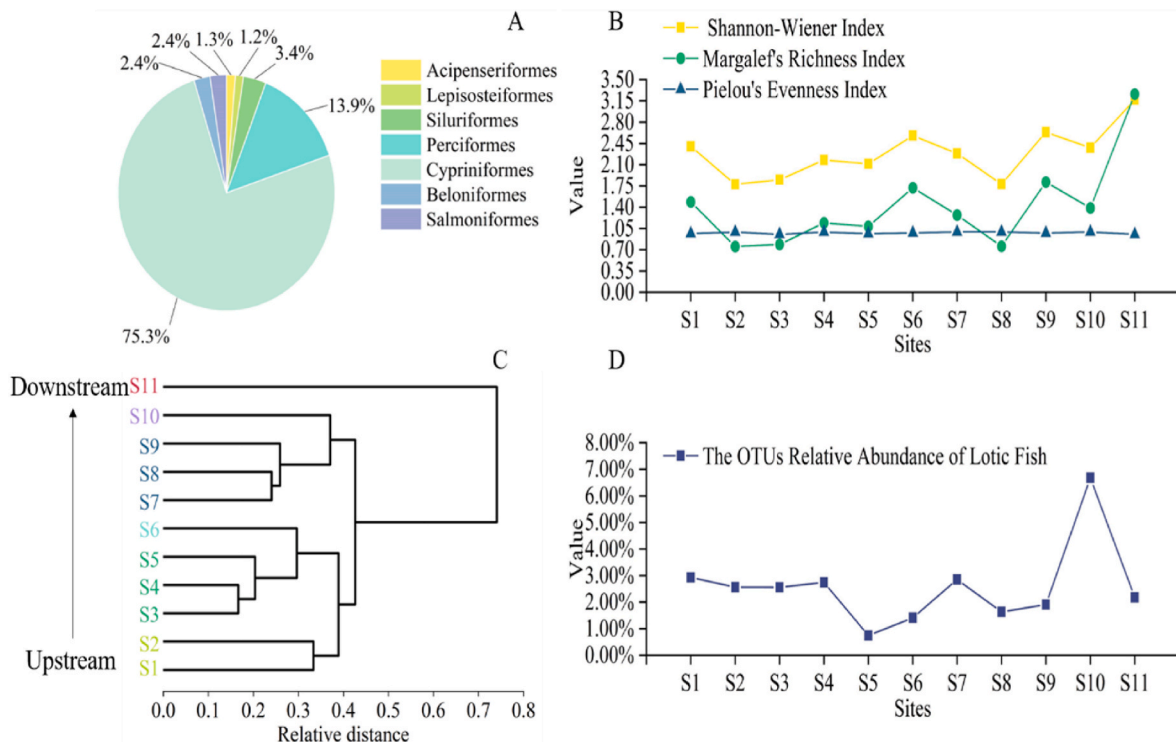 A
2.4%
1.3%
1.2%
2.4%
3.4%
13.9%
75.3%
Acipenseriformes
Lepisosteiformes
Siluriformes
Perciformes
Cypriniformes
Beloniformes
Salmoniformes
B
Shannon-Wiener Index
Margalef's Richness Index
Pielou's Evenness Index
3.50
3.15
2.80
2.45
2.10
1.75
1.40
1.05
0.70
0.35
0.00
Value
S1 S2 S3 S4 S5 S6 S7 S8 S9 S10 S11
Sites
C
Downstream
Upstream
S11
S10
S9
S8
S7
S6
S5
S4
S3
S2
S1
0.0 0.1 0.2 0.3 0.4 0.5 0.6 0.7 0.8
Relative distance
D
The OTUs Relative Abundance of Lotic Fish
8.00%
7.00%
6.00%
5.00%
4.00%
3.00%
2.00%
1.00%
0.00%
Value
S1 S2 S3 S4 S5 S6 S7 S8 S9 S10 S11
Sites